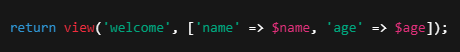 return view('welcome', ['name' => $name, 'age' => $age]);